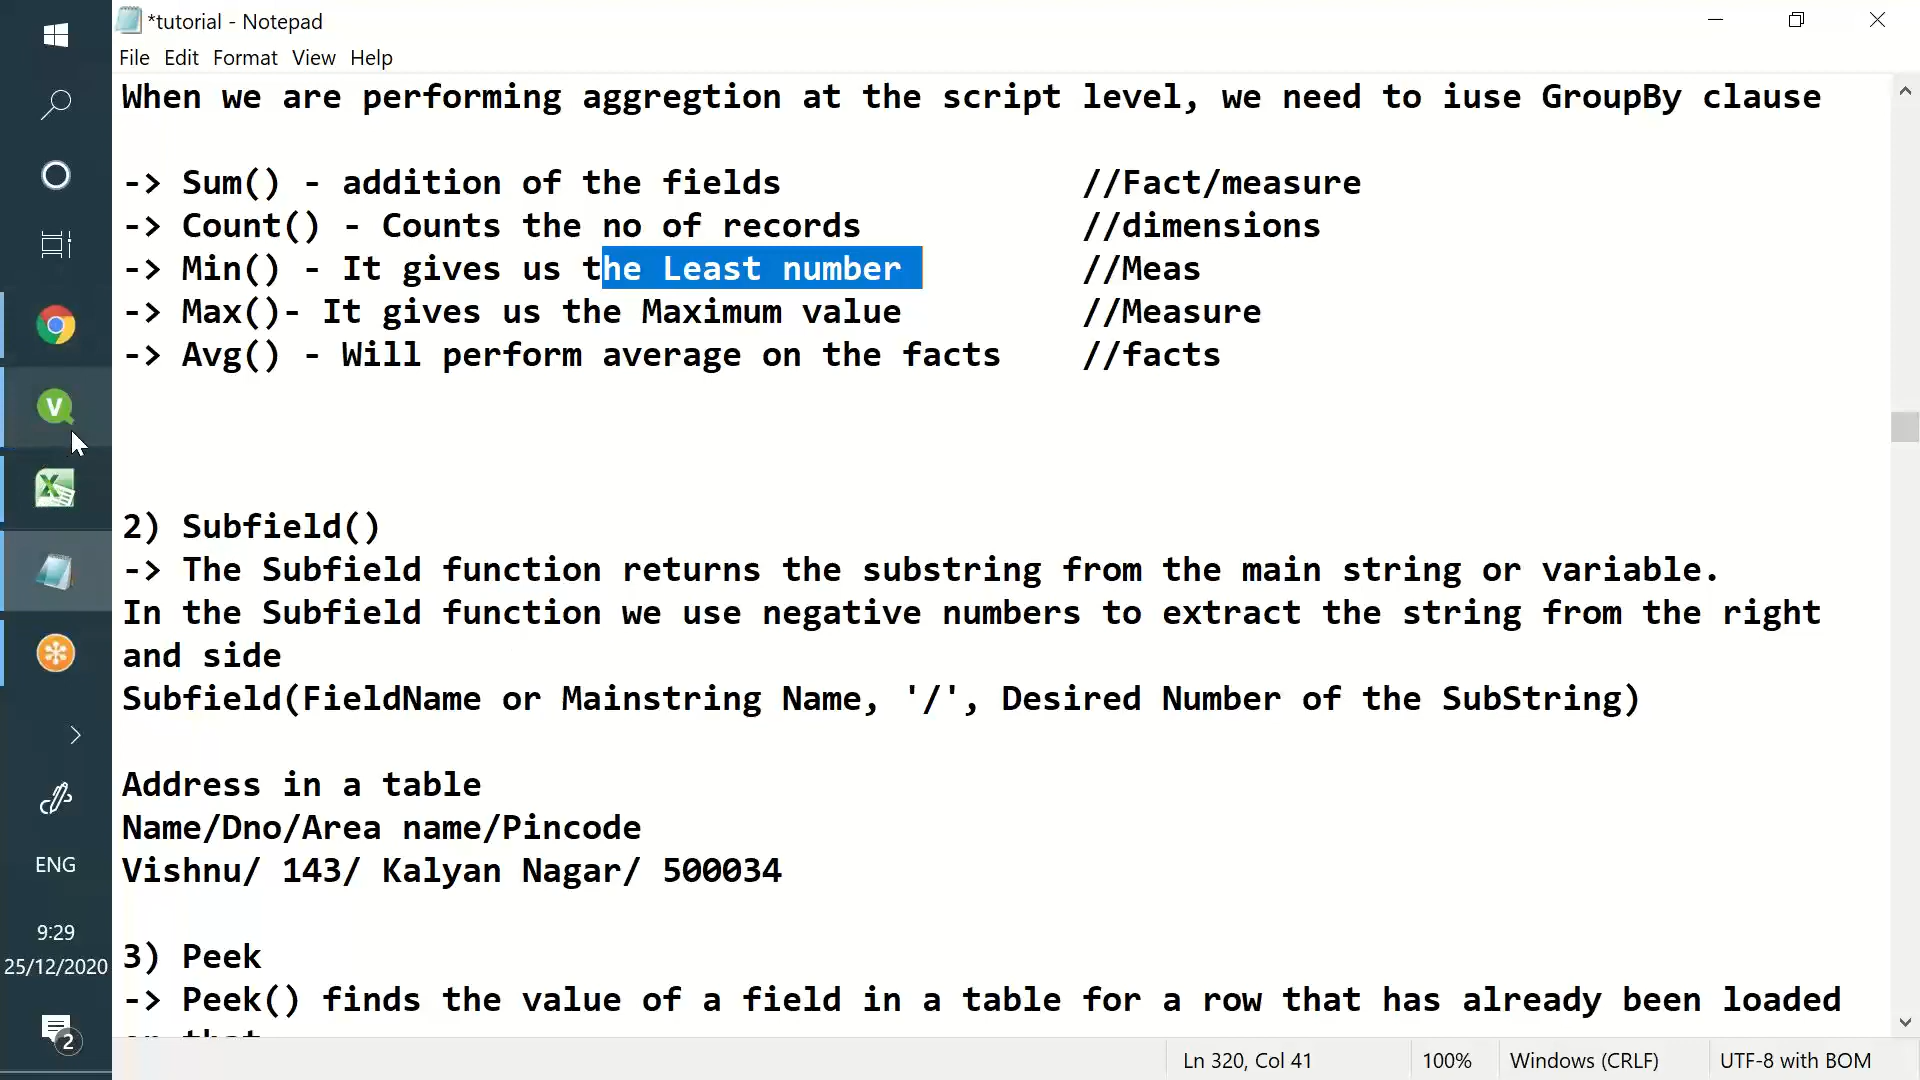 *tutorial - Notepad
File Edit Format View Help
When we are performing aggregtion at the script level, we need to iuse GroupBy clause
-> Sum() - addition of the fields //Fact/measure
-> Count() - Counts the no of records //dimensions
-> Min() - It gives us the Least number //Meas
-> Max()- It gives us the Maximum value //Measure
-> Avg() - Will perform average on the facts //facts
2) Subfield()
-> The Subfield function returns the substring from the main string or variable.
In the Subfield function we use negative numbers to extract the string from the right
and side
Subfield(FieldName or Mainstring Name, '/', Desired Number of the SubString)
Address in a table
Name/Dno/Area name/Pincode
Vishnu/ 143/ Kalyan Nagar/ 500034
3) Peek
-> Peek() finds the value of a field in a table for a row that has already been loaded
V
X
ENG
9:29
25/12/2020
2
Ln 320, Col 41
100%
Windows (CRLF)
UTF-8 with BOM